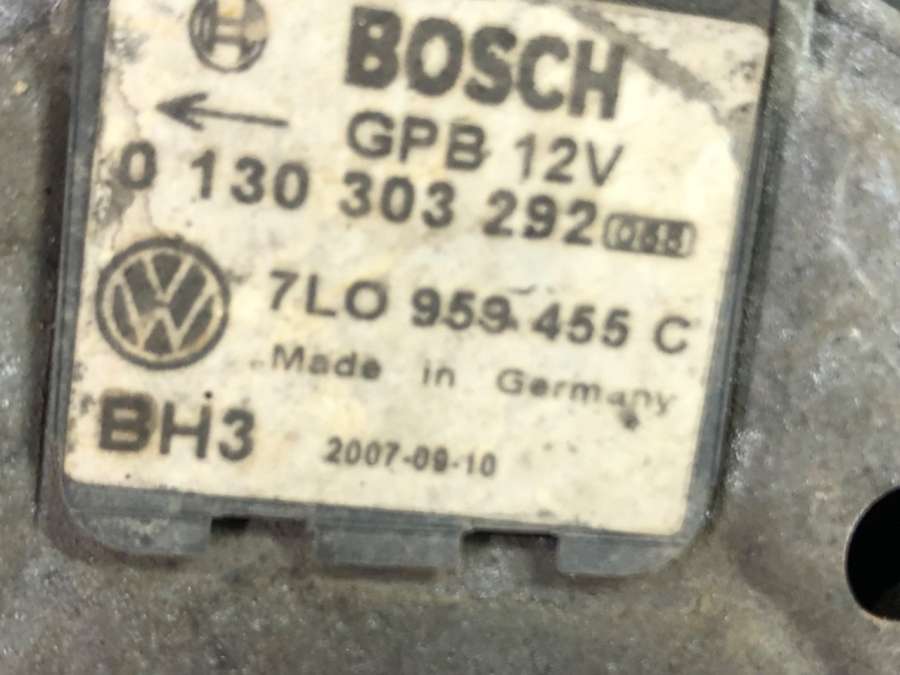 BOSCH
GPB 12V
0 130 303 292
7L0 959 455 C
Made in Germany
BH3
2007-09-10